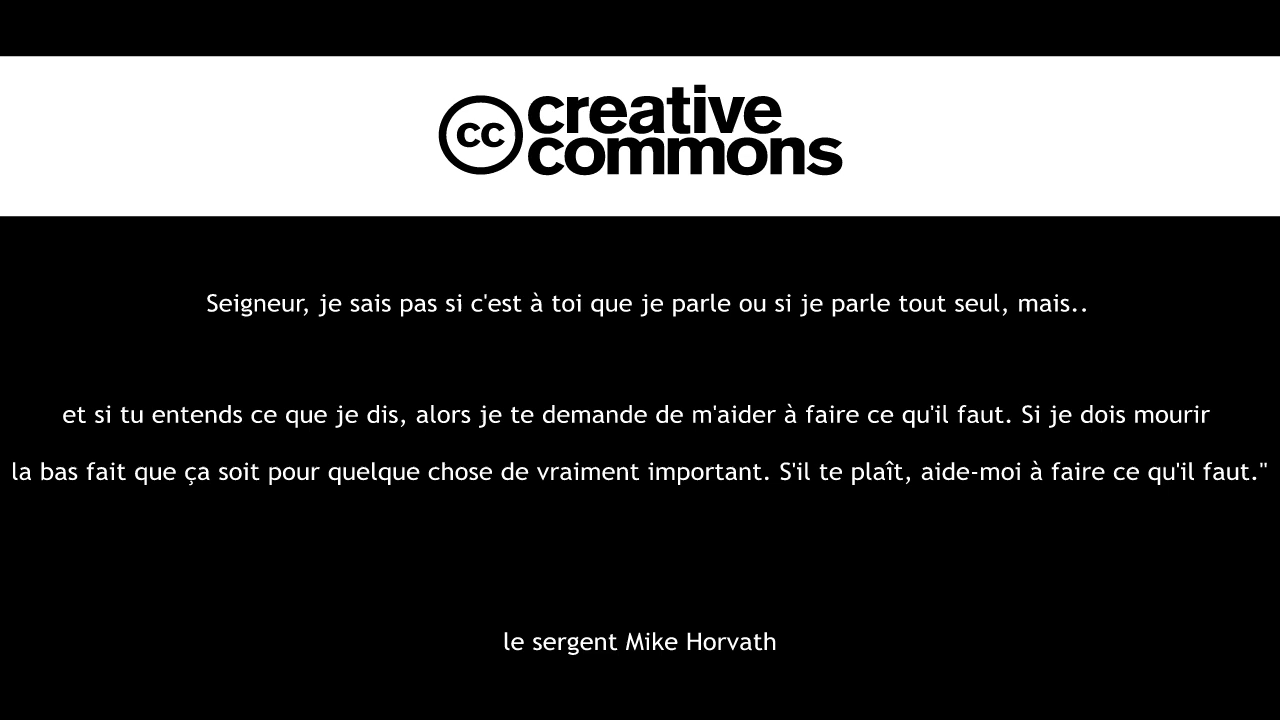 cc creative
commons
Seigneur, je sais pas si c'est à toi que je parle ou si je parle tout seul, mais..
et si tu entends ce que je dis, alors je te demande de m'aider à faire ce qu'il faut. Si je dois mourir
la bas fait que ça soit pour quelque chose de vraiment important. S'il te plaît, aide-moi à faire ce qu'il faut."
le sergent Mike Horvath